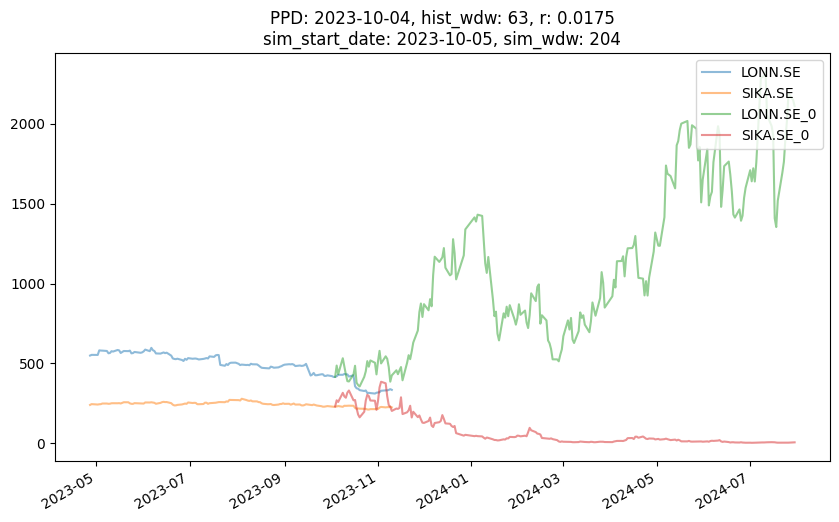 PPD: 2023-10-04, hist_wdw: 63, r: 0.0175
sim_start_date: 2023-10-05, sim_wdw: 204
LONN.SE
SIKA.SE
LONN.SE_0
SIKA.SE_0
2000
1500
1000
500
0
2023-05
2023-07
2023-09
2023-11
2024-01
2024-03
2024-05
2024-07